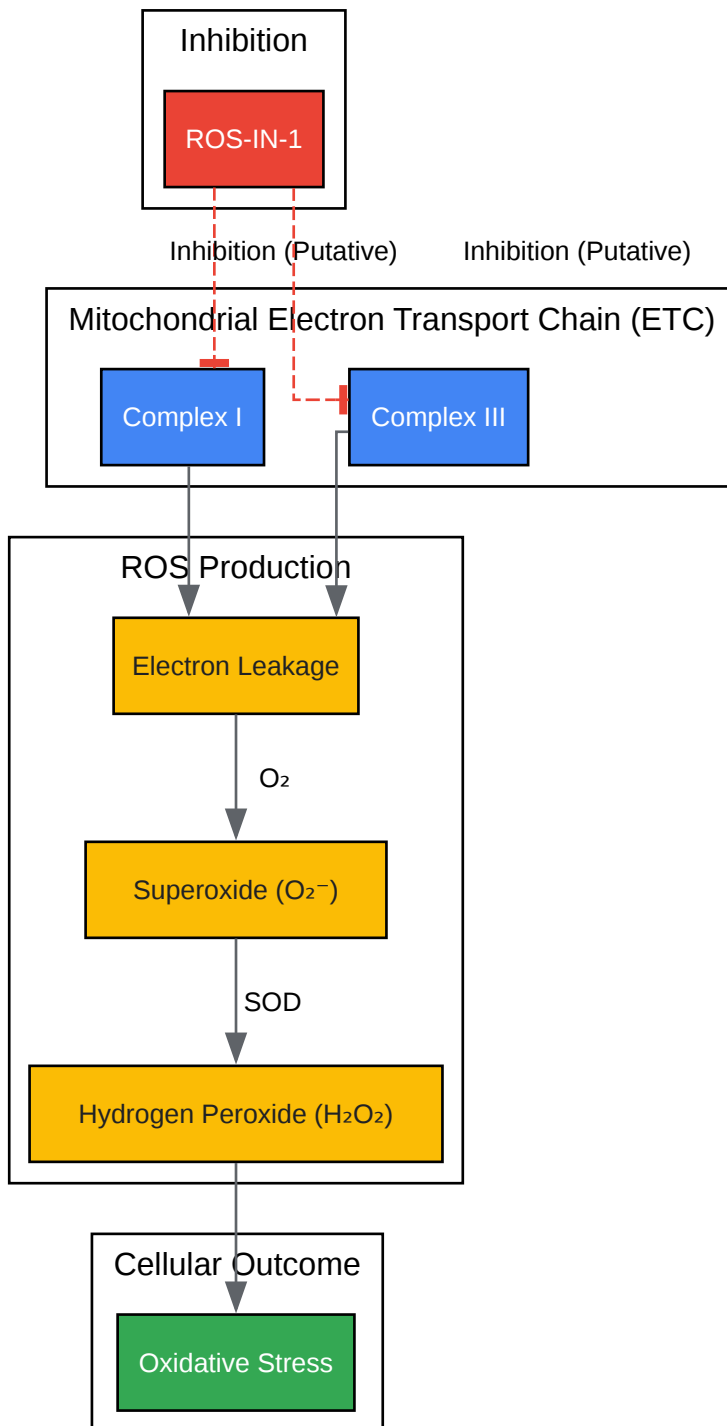 Inhibition
ROS-IN-1
Inhibition (Putative)
Inhibition (Putative)
Mitochondrial Electron Transport Chain (ETC)
Complex I
Complex III
ROS Production
Electron Leakage
O₂
Superoxide (O₂⁻)
SOD
Hydrogen Peroxide (H₂O₂)
Cellular Outcome
Oxidative Stress